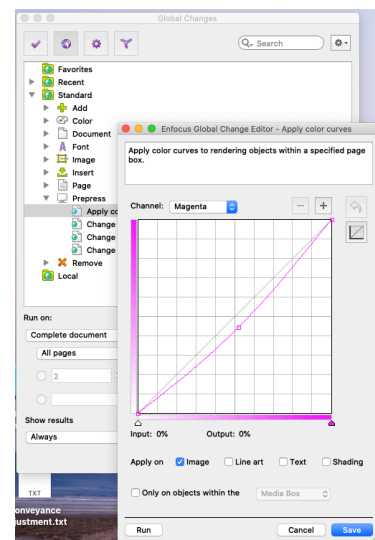 Global Changes
Search
Favorites
Recent
Standard
Add
Color
Document
Font
Image
Insert
Page
Prepress
Apply co
Change
Change
Change
Remove
Local
Run on:
Complete document
All pages
2
Show results
Always
Enfocus Global Change Editor - Apply color curves
Apply color curves to rendering objects within a specified page
box.
Channel: Magenta
Input: 0% Output: 0%
Apply on Image Line art Text Shading
Only on objects within the Media Box
Run Cancel Save
TXT
onveyance
justment.txt